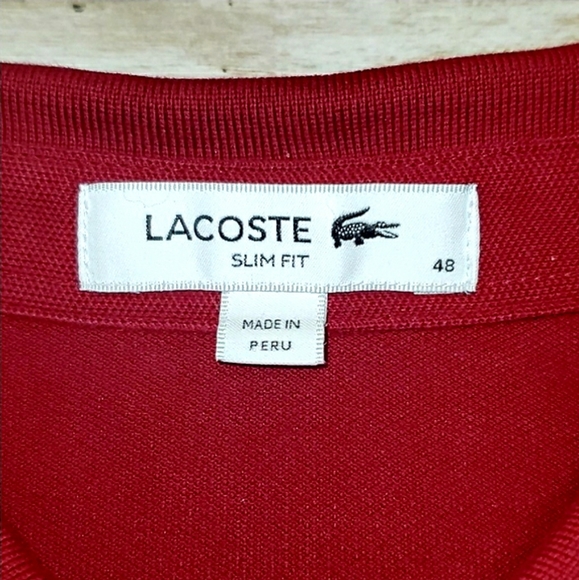 LACOSTE
SLIM FIT
48
MADE IN
PERU